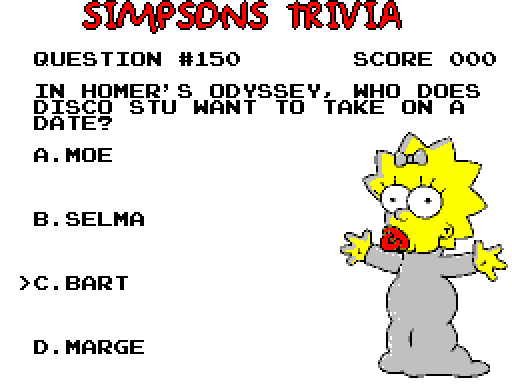 SIMPSONS TRIVIA
QUESTION #150 SCORE 000
IN HOMER'S ODYSSEY, WHO DOES
DISCO STU WANT TO TAKE ON A
DATE?
A.MOE
B.SELMA
>C.BART
D.MARGE